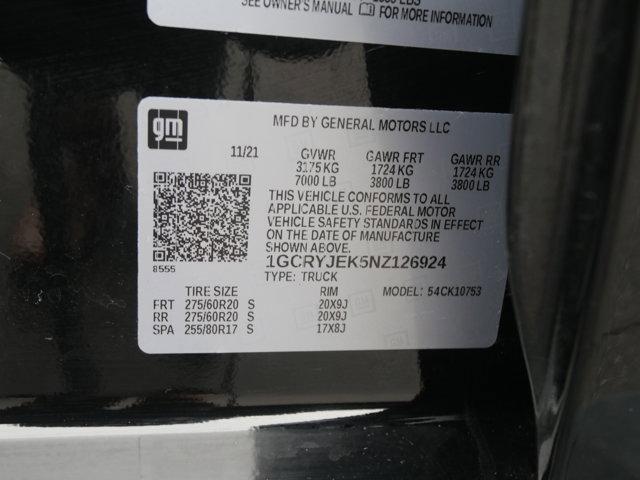 SEE OWNER'S MANUAL FOR MORE INFORMATION
gm
MFD BY GENERAL MOTORS LLC
11/21 GVWR GAWR FRT GAWR RR
3175 KG 1724 KG 1724 KG
7000 LB 3800 LB 3800 LB
THIS VEHICLE CONFORMS TO ALL
APPLICABLE U.S. FEDERAL MOTOR
VEHICLE SAFETY STANDARDS IN EFFECT
ON THE DATE OF MANUFACTURE
SHOWN ABOVE.
8555
1GCRYJEK5NZ126924
TYPE: TRUCK
TIRE SIZE RIM MODEL: 54CK10753
FRT 275/60R20 S 20X9J
RR 275/60R20 S 20X9J
SPA 255/80R17 S 17X8J